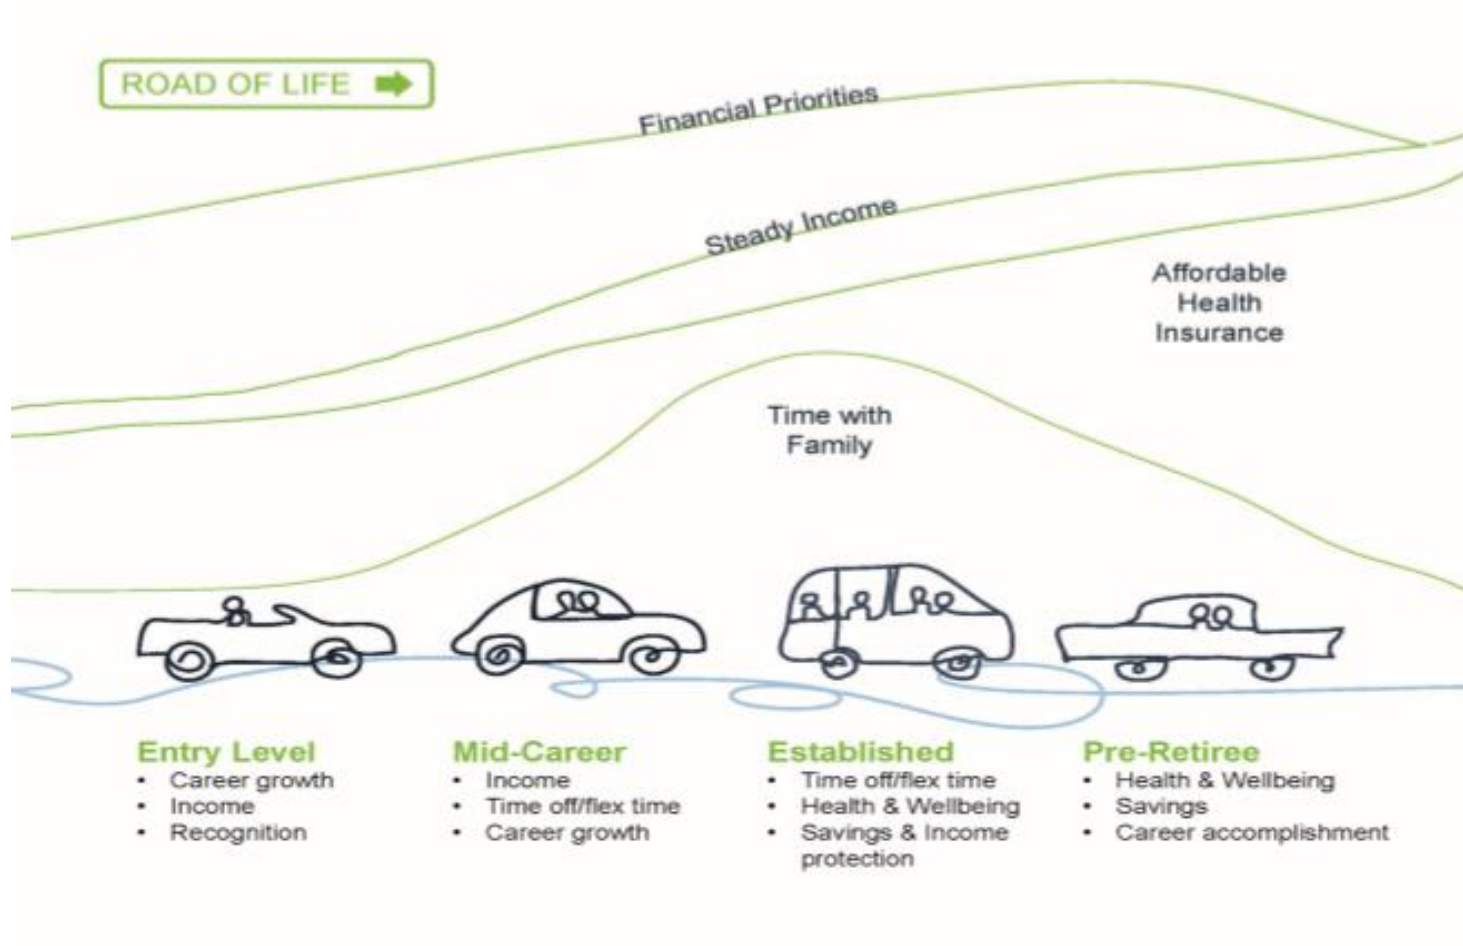 ROAD OF LIFE
Financial Priorities
Steady Income
Affordable
Health
Insurance
Time with
Family
Entry Level
• Career growth
• Income
• Recognition
Mid-Career
• Income
• Time off/flex time
• Career growth
Established
• Time off/flex time
• Health & Wellbeing
• Savings & Income
protection
Pre-Retiree
• Health & Wellbeing
• Savings
• Career accomplishment